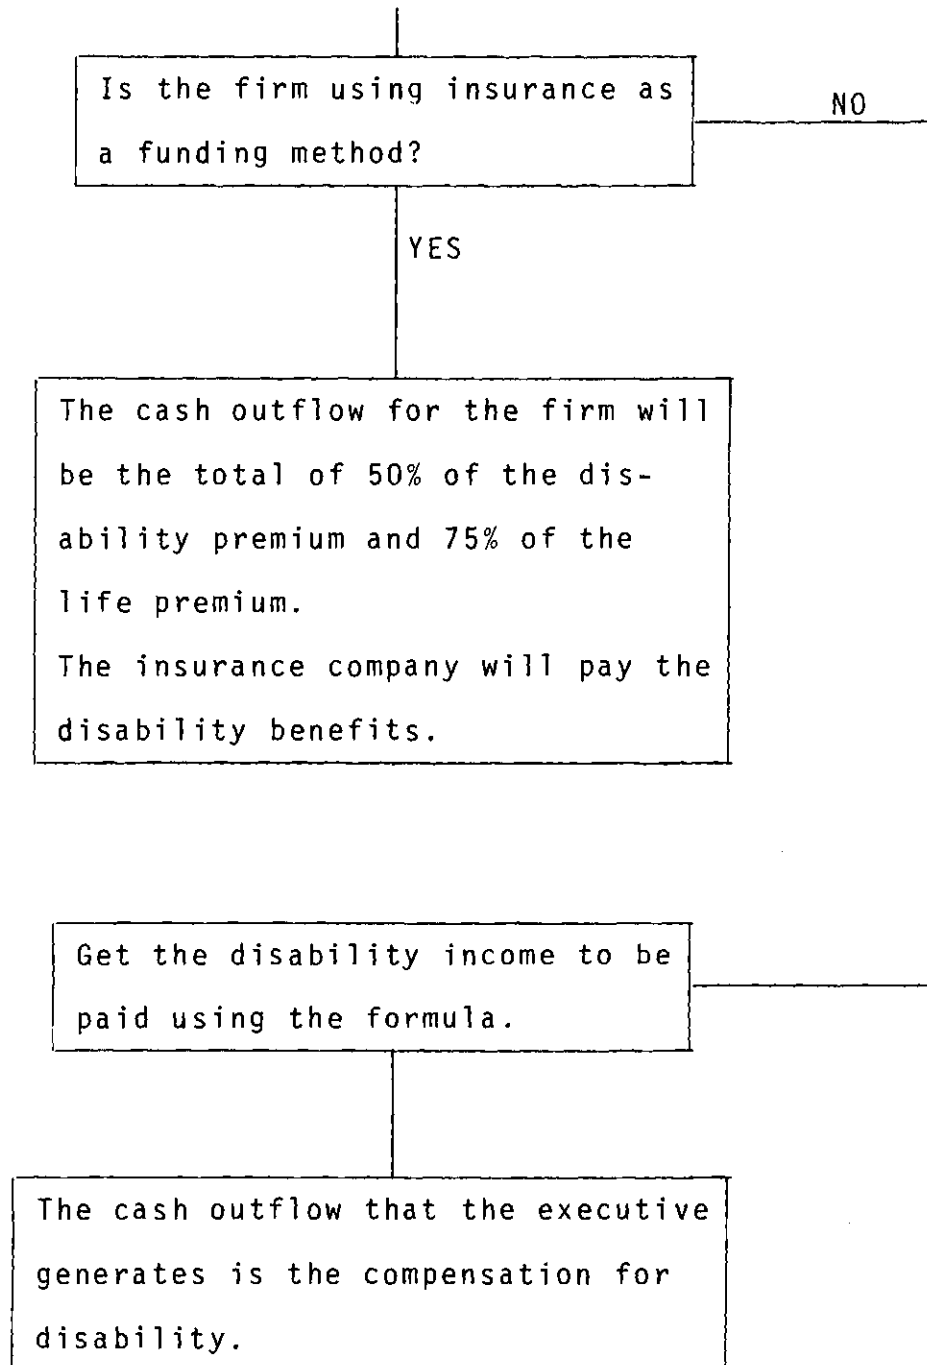 Is the firm using insurance as
NO
a funding method?
YES
The cash outflow for the firm will
be the total of 50% of the dis-
ability premium and 75% of the
life premium.
The insurance company will pay the
disability benefits.
Get the disability income to be
paid using the formula.
The cash outflow that the executive
generates is the compensation for
disability.